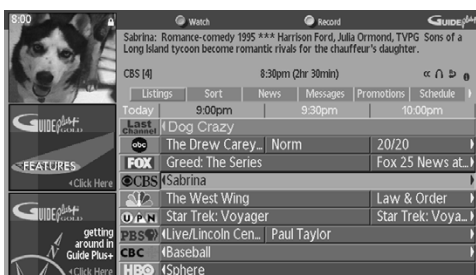 8:00
Watch
Record
GUIDE Plus+
Sabrina: Romance-comedy 1995 *** Harrison Ford, Julia Ormond, TVPG Sons of a
Long Island tycoon become romantic rivals for the chauffeur's daughter.
CBS [4]
8:30pm (2hr 30min)
Listings
Sort
News
Messages
Promotions
Schedule
Today
9:00pm
9:30pm
10:00pm
Last Channel
Dog Crazy
abc
The Drew Carey...
Norm
20/20
FOX
Greed: The Series
Fox 25 News at...
CBS
Sabrina
The West Wing
Law & Order
UPN
Star Trek: Voyager
Star Trek: Voya...
PBS
Live/Lincoln Cen...
Paul Taylor
CBC
Baseball
HBO
Sphere
GUIDE Plus+
GOLD
FEATURES
Click Here
GUIDE Plus+
GOLD
getting
around in
Guide Plus+
Click Here